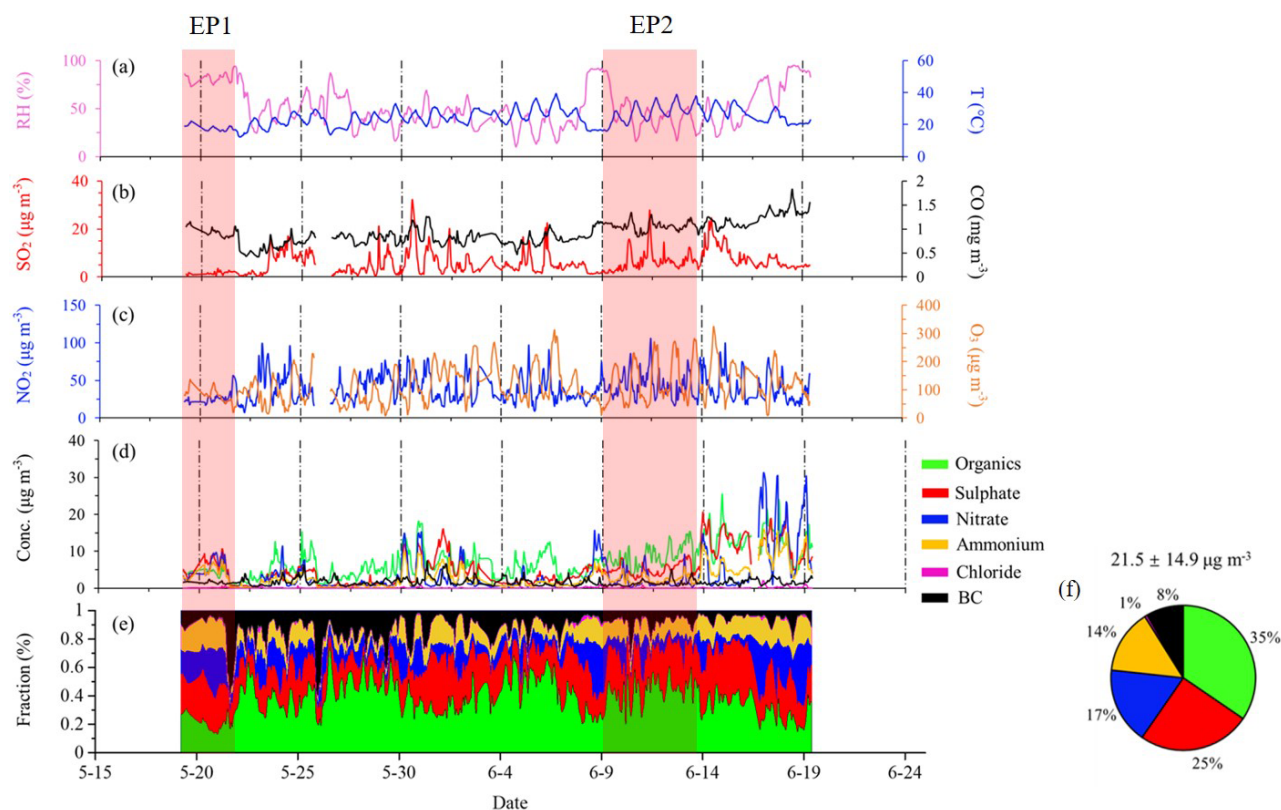 EP1
EP2
(a)
RH (%)
100
50
0
60
40
20
0
T (°C)
(b)
SO₂ (μg m⁻³)
40
20
0
2
1.5
1
0.5
0
CO (mg m⁻³)
(c)
NO₂ (μg m⁻³)
150
100
50
0
400
300
200
100
0
O₃ (μg m⁻³)
(d)
Conc. (μg m⁻³)
40
30
20
10
0
Organics
Sulphate
Nitrate
Ammonium
Chloride
BC
(e)
Fraction (%)
1
0.8
0.6
0.4
0.2
0
5-15
5-20
5-25
5-30
6-4
6-9
6-14
6-19
6-24
Date
21.5 ± 14.9 μg m⁻³
(f)
8%
1%
14%
35%
17%
25%